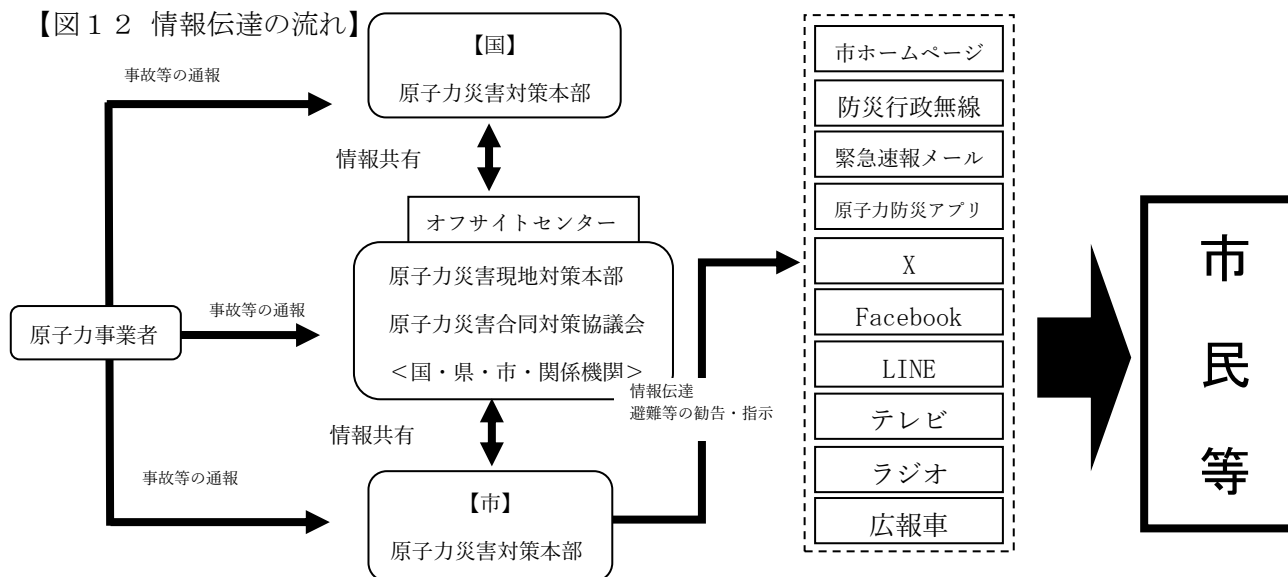 【図１２ 情報伝達の流れ】
事故等の通報
【国】
原子力災害対策本部
情報共有
オフサイトセンター
原子力災害現地対策本部
原子力災害合同対策協議会
＜国・県・市・関係機関＞
原子力事業者
事故等の通報
情報共有
事故等の通報
【市】
原子力災害対策本部
情報伝達
避難等の勧告・指示
市ホームページ
防災行政無線
緊急速報メール
原子力防災アプリ
X
Facebook
LINE
テレビ
ラジオ
広報車
市民等